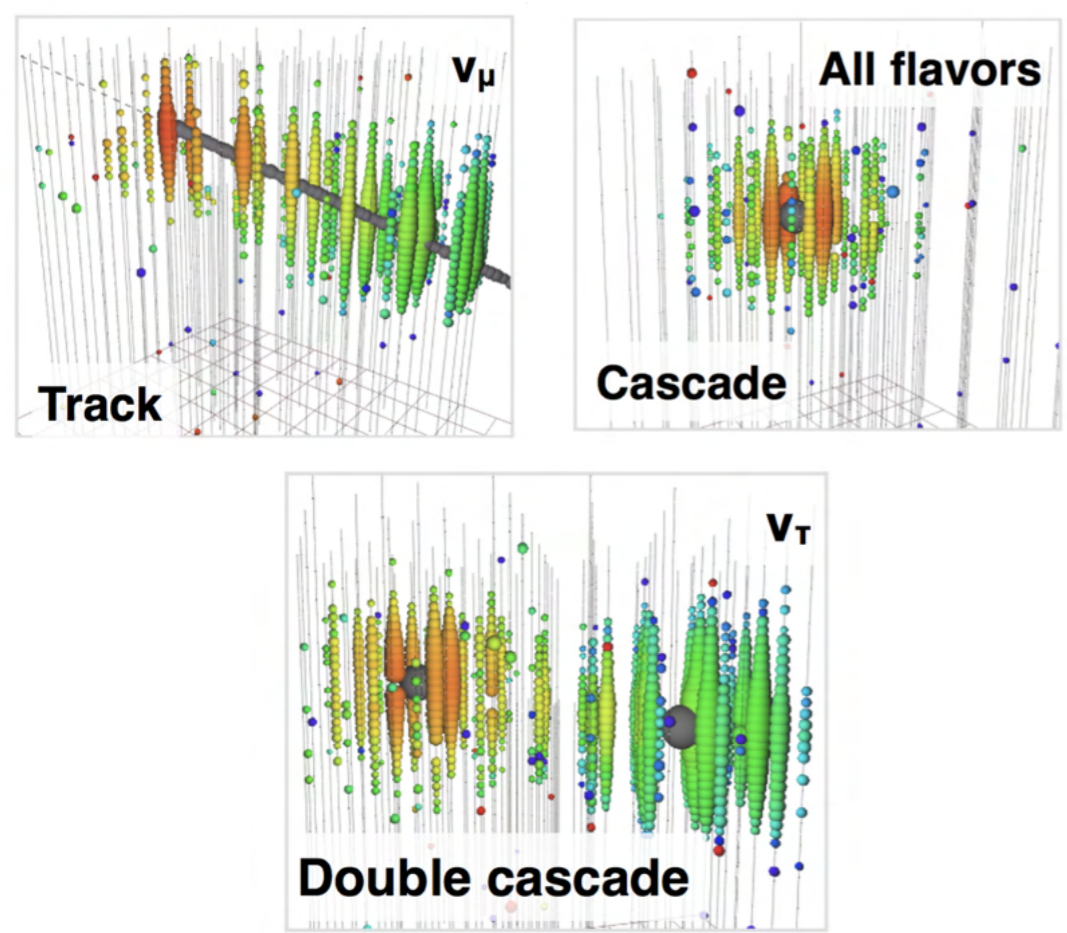 νμ
Track
All flavors
Cascade
ντ
Double cascade